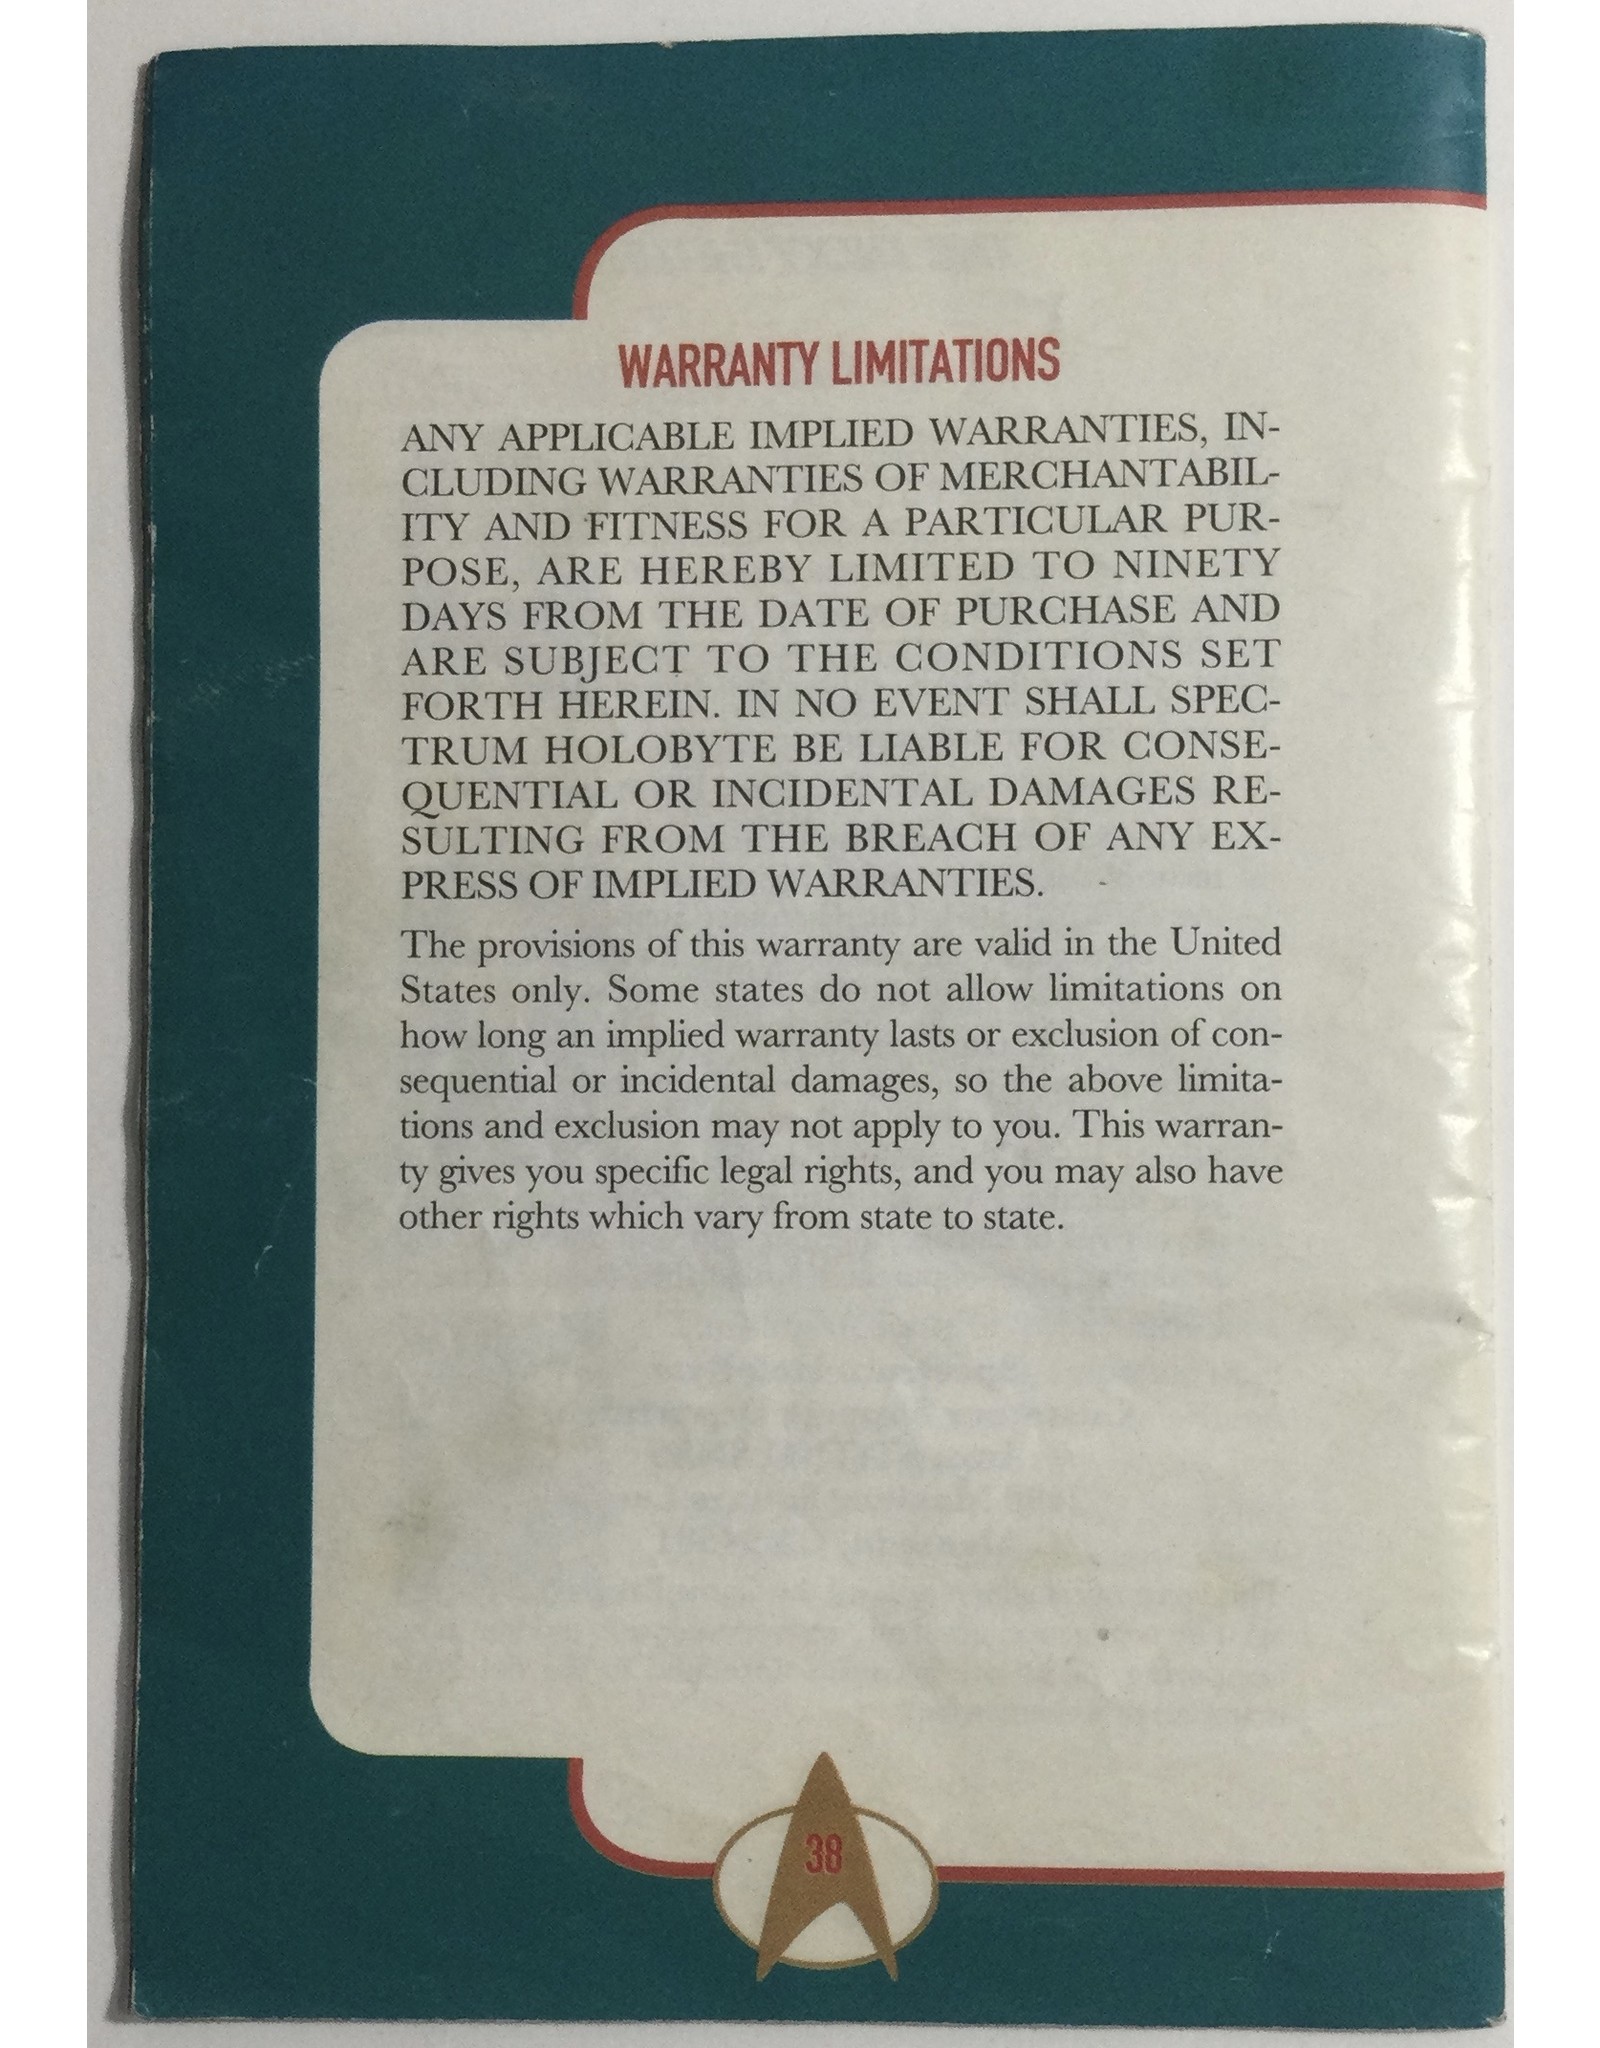 WARRANTY LIMITATIONS
ANY APPLICABLE IMPLIED WARRANTIES, IN-
CLUDING WARRANTIES OF MERCHANTABIL-
ITY AND FITNESS FOR A PARTICULAR PUR-
POSE, ARE HEREBY LIMITED TO NINETY
DAYS FROM THE DATE OF PURCHASE AND
ARE SUBJECT TO THE CONDITIONS SET
FORTH HEREIN. IN NO EVENT SHALL SPEC-
TRUM HOLOBYTE BE LIABLE FOR CONSE-
QUENTIAL OR INCIDENTAL DAMAGES RE-
SULTING FROM THE BREACH OF ANY EX-
PRESS OF IMPLIED WARRANTIES.
The provisions of this warranty are valid in the United
States only. Some states do not allow limitations on
how long an implied warranty lasts or exclusion of con-
sequential or incidental damages, so the above limita-
tions and exclusion may not apply to you. This warran-
ty gives you specific legal rights, and you may also have
other rights which vary from state to state.
38